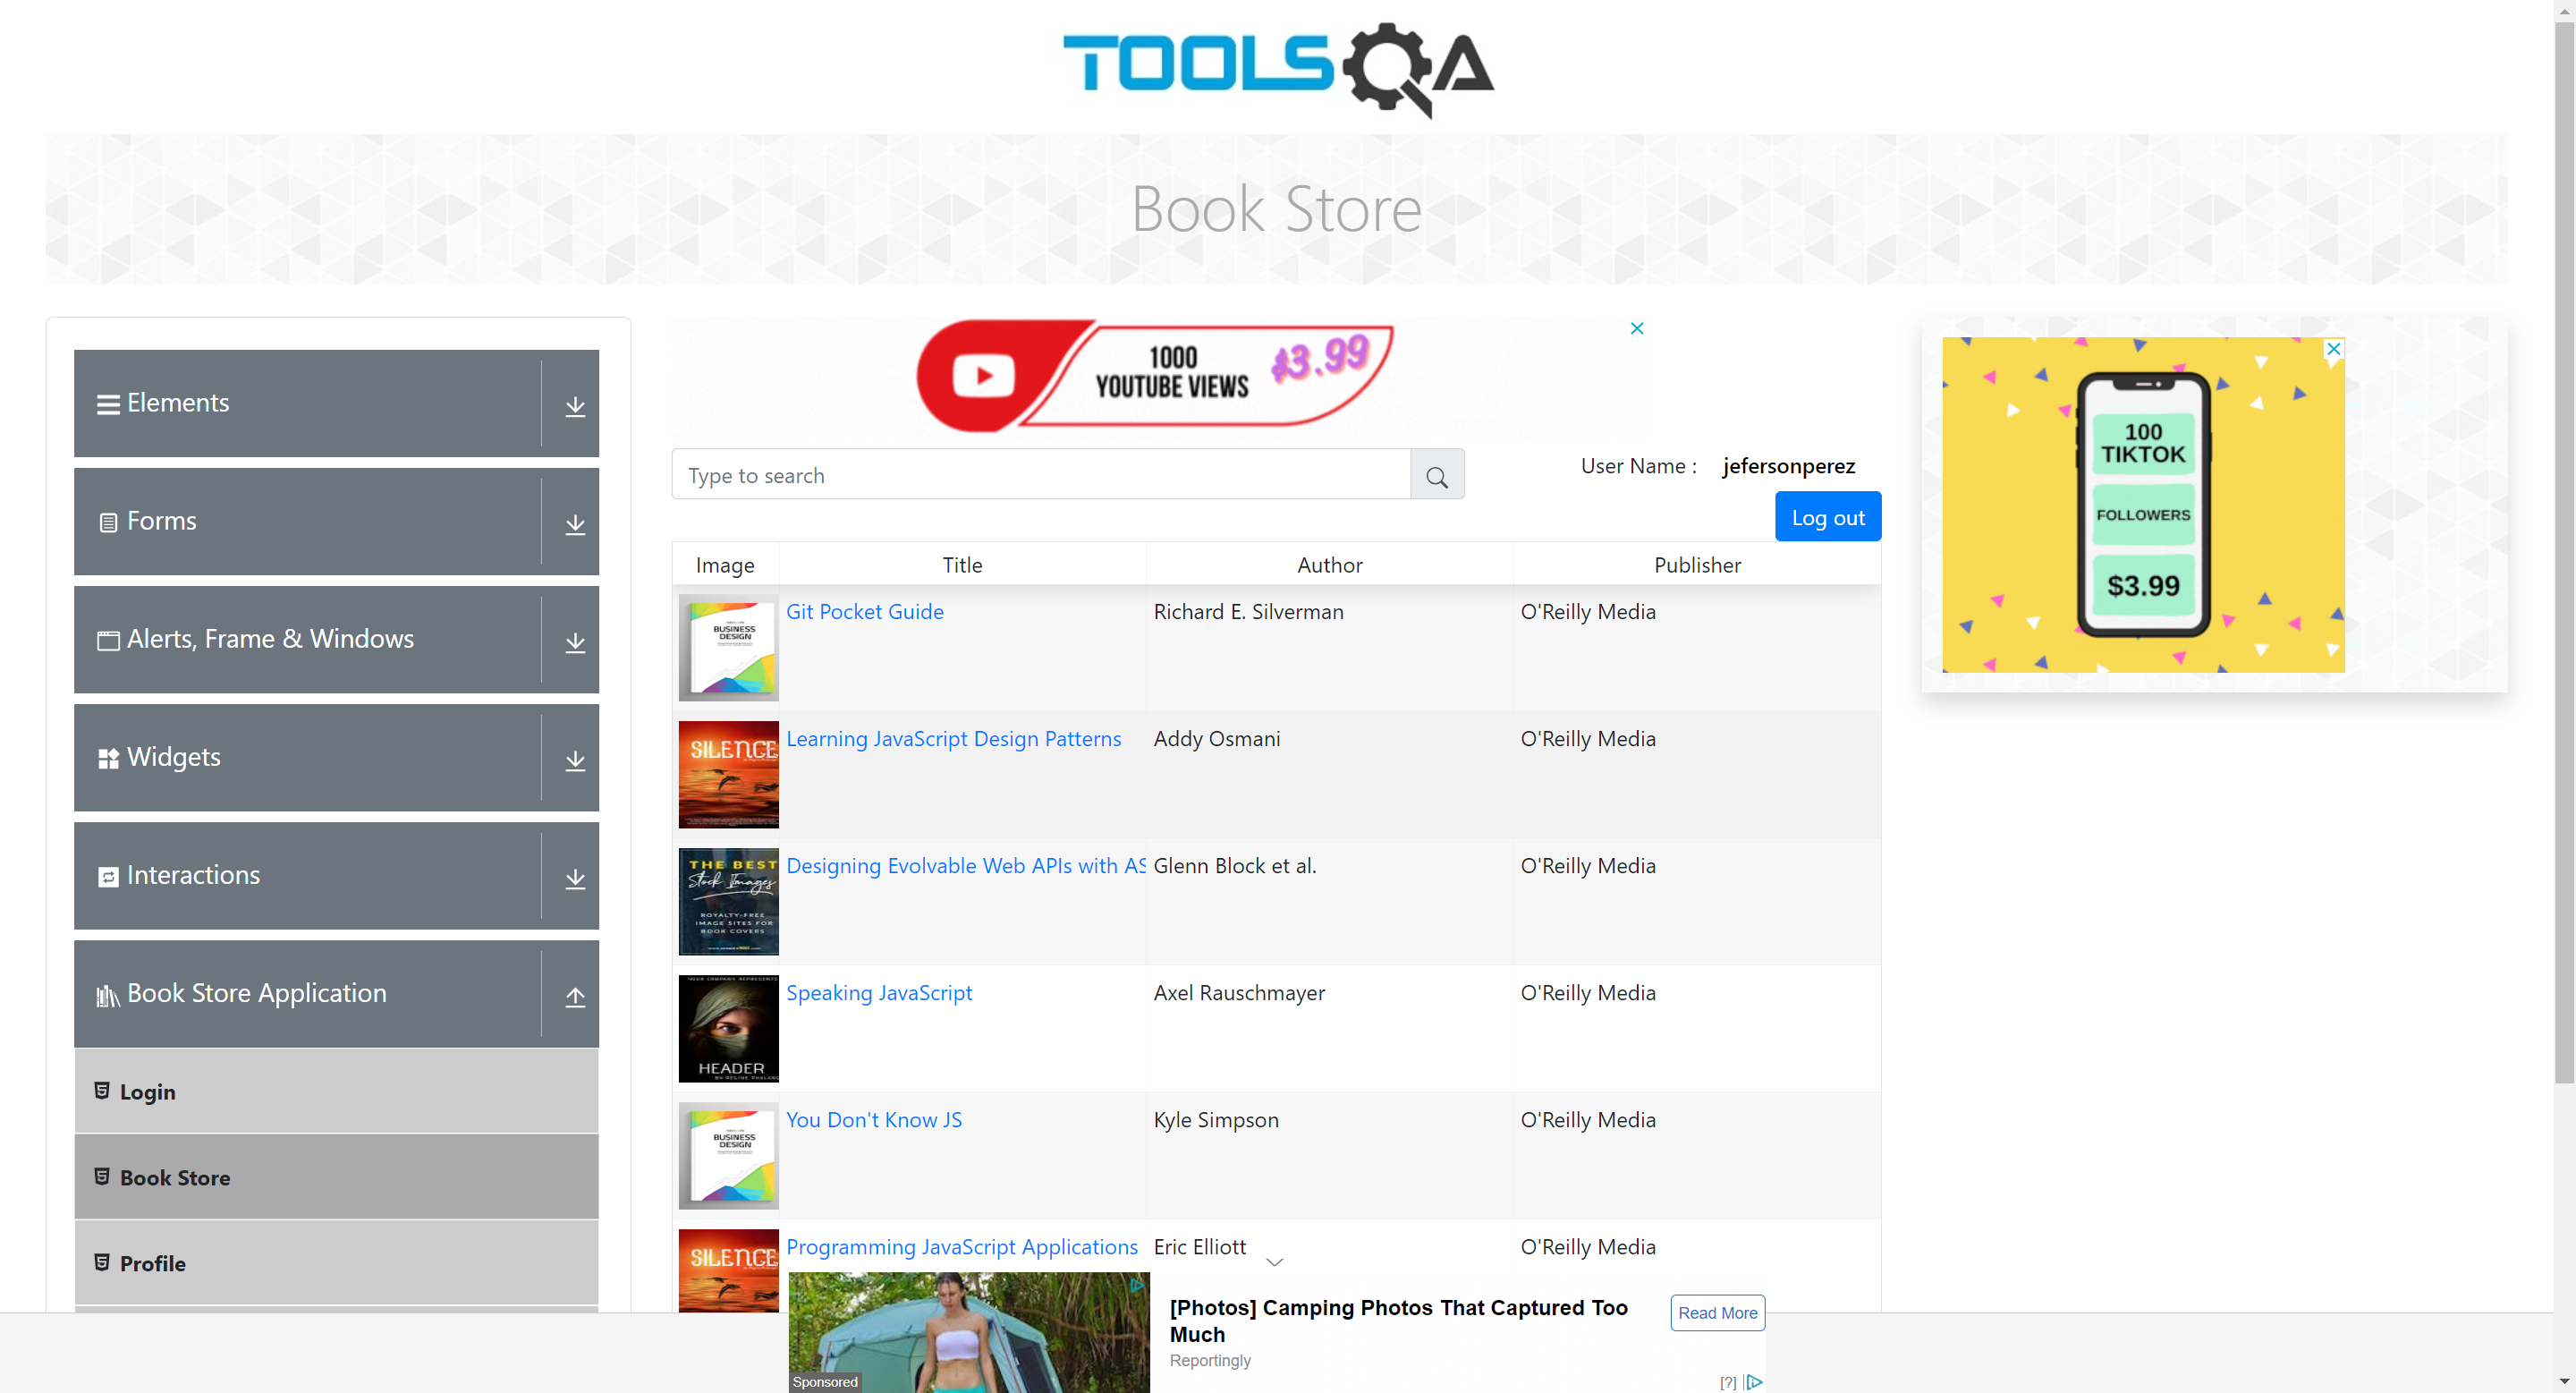 TOOLSQA
Book Store
Elements
Forms
Alerts, Frame & Windows
Widgets
Interactions
Book Store Application
Login
Book Store
Profile
1000
YOUTUBE VIEWS
$3.99
Type to search
User Name :
jefersonperez
Log out
Image
Title
Author
Publisher
BUSINESS
DESIGN
Git Pocket Guide
Richard E. Silverman
O'Reilly Media
SILENCE
Learning JavaScript Design Patterns
Addy Osmani
O'Reilly Media
THE BEST
Stock Images
ROYALTY-FREE
IMAGE SITES FOR
BOOK COVERS
Designing Evolvable Web APIs with AS
Glenn Block et al.
O'Reilly Media
YOUR COMPANY REPRESENTS
HEADER
Speaking JavaScript
Axel Rauschmayer
O'Reilly Media
BUSINESS
DESIGN
You Don't Know JS
Kyle Simpson
O'Reilly Media
SILENCE
Programming JavaScript Applications
Eric Elliott
O'Reilly Media
100
TIKTOK
FOLLOWERS
$3.99
Sponsored
[Photos] Camping Photos That Captured Too
Much
Reportingly
Read More
[?]